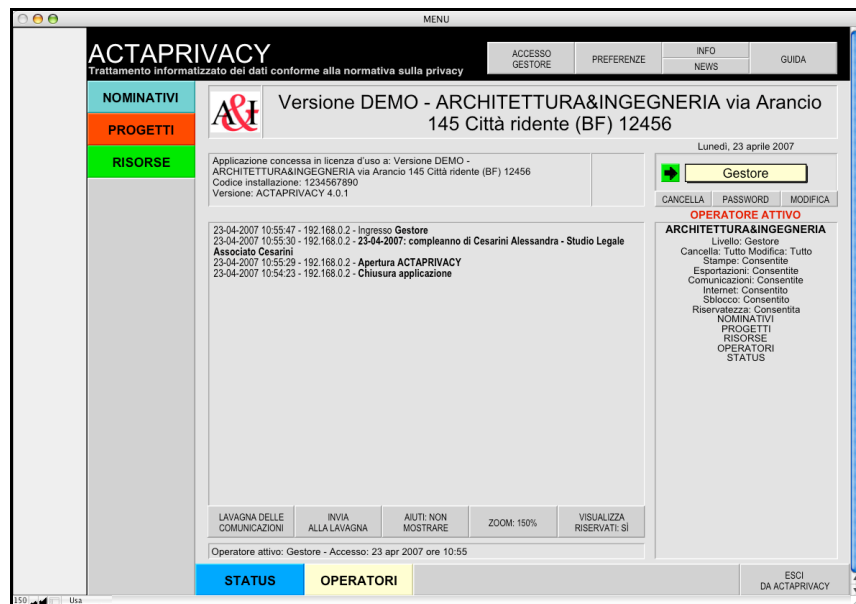 MENU
ACTAPRIVACY
Trattamento informatizzato dei dati conforme alla normativa sulla privacy
ACCESSO
GESTORE
PREFERENZE
INFO
NEWS
GUIDA
NOMINATIVI
PROGETTI
RISORSE
A&I
Versione DEMO - ARCHITETTURA&INGEGNERIA via Arancio
145 Città ridente (BF) 12456
Lunedì, 23 aprile 2007
Applicazione concessa in licenza d'uso a: Versione DEMO -
ARCHITETTURA&INGEGNERIA via Arancio 145 Città ridente (BF) 12456
Codice installazione: 1234567890
Versione: ACTAPRIVACY 4.0.1
Gestore
CANCELLA
PASSWORD
MODIFICA
OPERATORE ATTIVO
ARCHITETTURA&INGEGNERIA
Livello: Gestore
Cancella: Tutto Modifica: Tutto
Stampe: Consentite
Esportazioni: Consentite
Comunicazioni: Consentite
Internet: Consentito
Sblocco: Consentito
Riservatezza: Consentita
NOMINATIVI
PROGETTI
RISORSE
OPERATORI
STATUS
23-04-2007 10:55:47 - 192.168.0.2 - Ingresso Gestore
23-04-2007 10:55:30 - 192.168.0.2 - 23-04-2007: compleanno di Cesarini Alessandra - Studio Legale
Associato Cesarini
23-04-2007 10:55:29 - 192.168.0.2 - Apertura ACTAPRIVACY
23-04-2007 10:54:23 - 192.168.0.2 - Chiusura applicazione
LAVAGNA DELLE
COMUNICAZIONI
INVIA
ALLA LAVAGNA
AIUTI: NON
MOSTRARE
ZOOM: 150%
VISUALIZZA
RISERVATI: SÌ
Operatore attivo: Gestore - Accesso: 23 apr 2007 ore 10:55
STATUS
OPERATORI
ESCI
DA ACTAPRIVACY
150
Usa